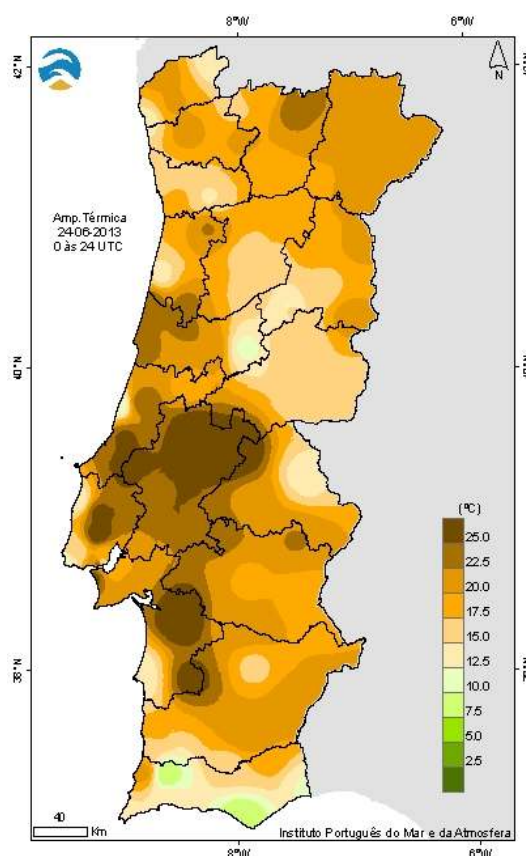 8°W
6°W
42°N
N
Amp. Térmica
24-06-2013
0 às 24 UTC
40°N
(°C)
25.0
22.5
20.0
17.5
15.0
12.5
10.0
7.5
5.0
2.5
38°N
40
Km
Instituto Português do Mar e da Atmosfera
8°W
6°W